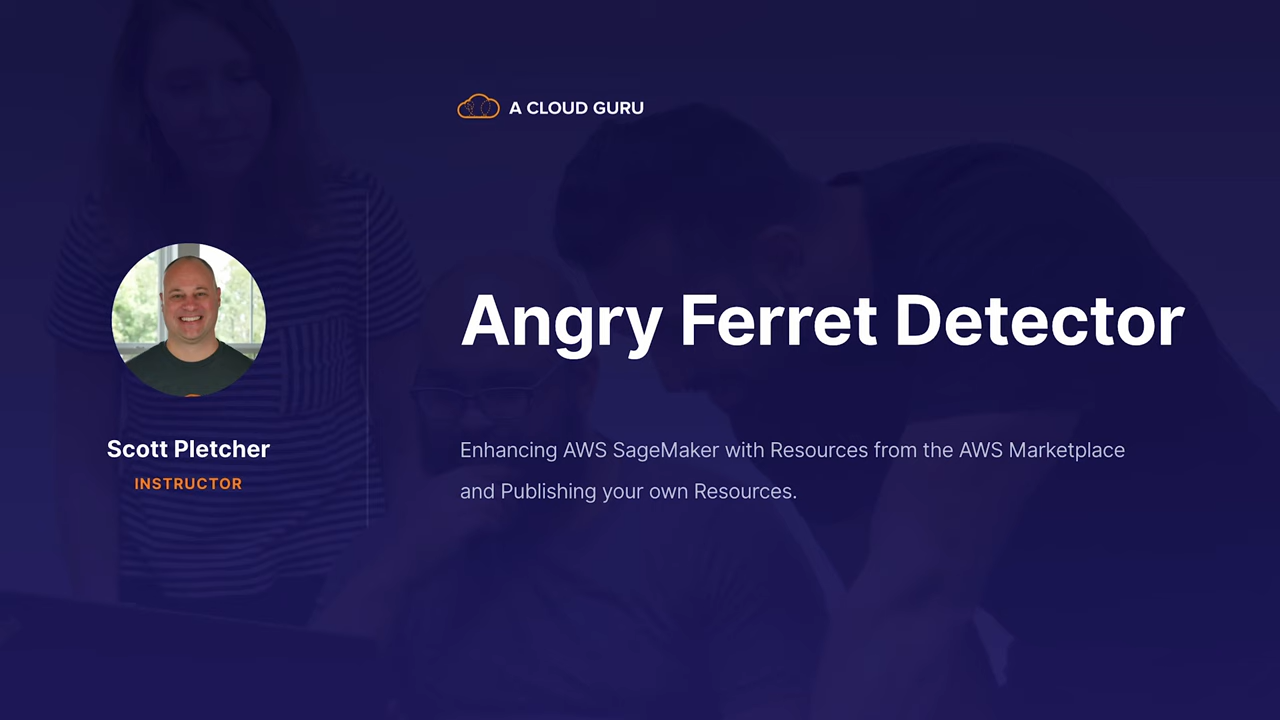 A CLOUD GURU
Angry Ferret Detector
Scott Pletcher
INSTRUCTOR
Enhancing AWS SageMaker with Resources from the AWS Marketplace
and Publishing your own Resources.